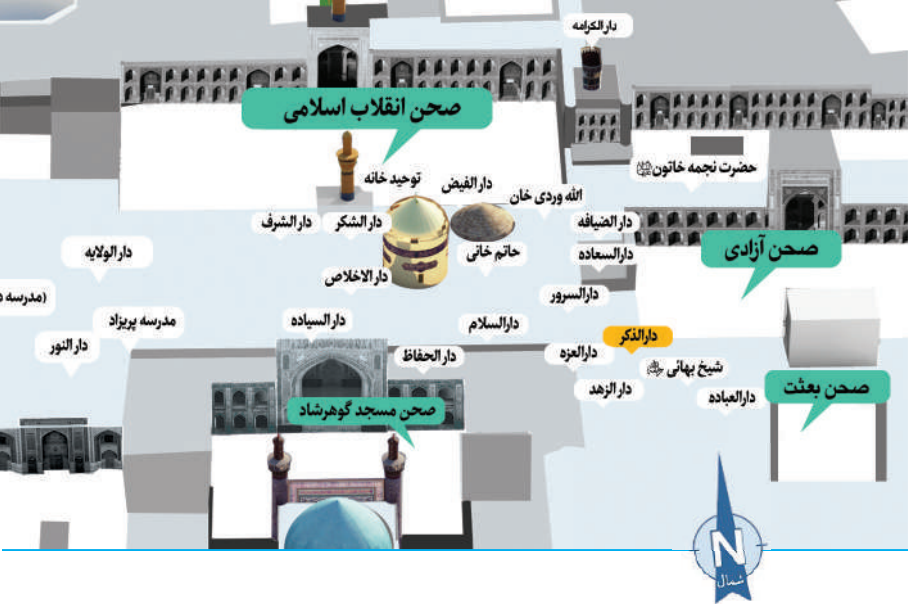 دارالکرامه
صحن انقلاب اسلامی
حضرت نجمه خاتون
توحید خانه
دارالفیض
الله وردی خان
دارالشرف
دارالشکر
دارالضیافه
صحن آزادی
دارالولایه
حاتم خانی
دارالسعاده
دارالاخلاص
(مدرسه د
دارالسرور
مدرسه پریزاد
دارالسیاده
دارالسلام
دارالذکر
دارالنور
دارالحفاظ
دارالعزه
شیخ بهائی
دارالزهد
دارالعباده
صحن بعثت
صحن مسجد گوهرشاد
N
شمال